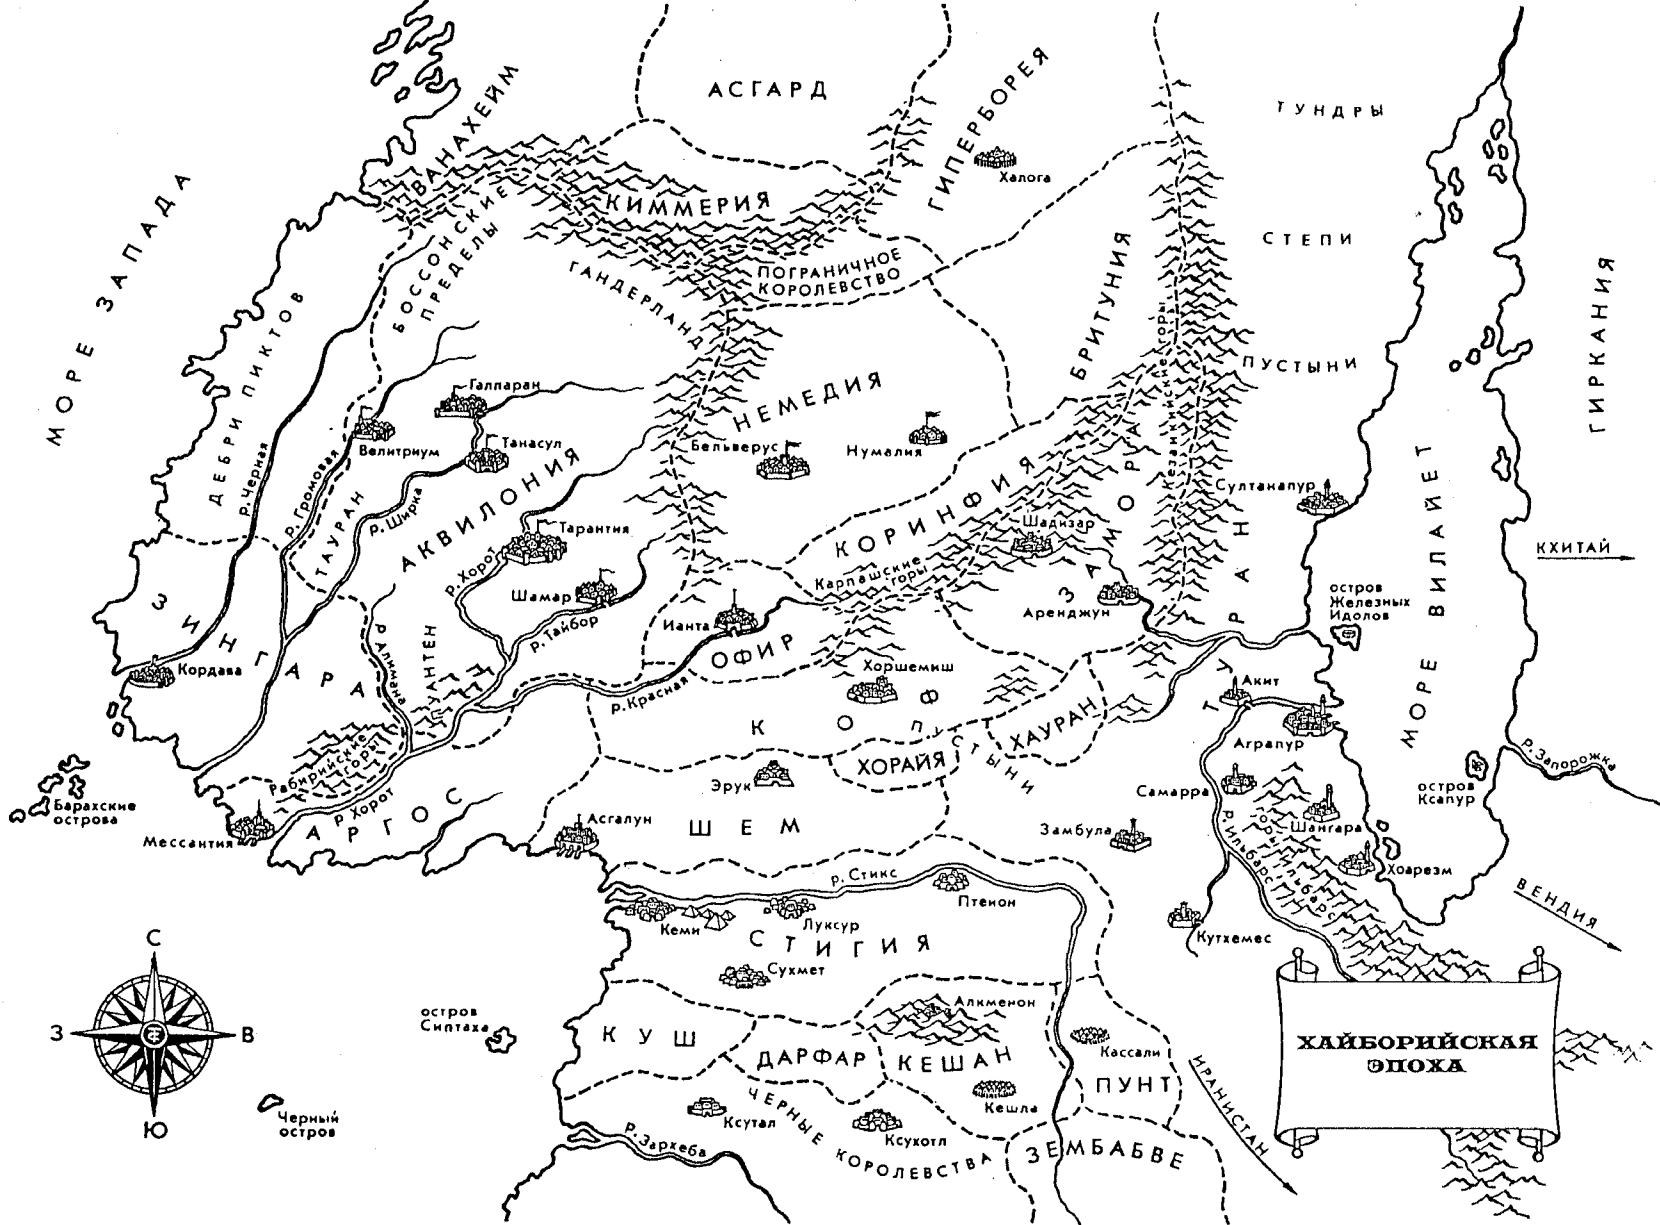 АСГАРД
ГИПЕРБОРЕЯ
ТУНДРЫ
ВАНАХЕЙМ
Халога
МОРЕ ЗАПАДА
КИММЕРИЯ
БОССОНСКИЕ
ПРЕДЕЛЫ
СТЕПИ
ПОГРАНИЧНОЕ
КОРОЛЕВСТВО
ГАНДЕРЛАНД
БРИТУНИЯ
ГИРКАНИЯ
ДЕБРИ ПИКТОВ
ПУСТЫНИ
Галпаран
НЕМЕДИЯ
Танасул
Велитриум
Бельверус
Нумалия
р.Черная
р.Громовая
ТАУРАН
р.Ширка
АКВИЛОНИЯ
Султанапур
КОРИНФИЯ
Шадизар
ЗАМОРА
Тарантия
р.Хорот
КХИТАЙ
Карпашские
горы
Шамар
р.Тайбор
Ианта
Аренджун
остров
Железных
Идолов
МОРЕ ВИЛАЙЕТ
ЗИНГАРА
ОФИР
Кордава
р.Алимана
ПУАНТЕН
Хоршемиш
р.Красная
ТУРАН
Акит
КОФ
ХАУРАН
ПУСТЫНИ
Аграпур
р.Запорожка
Рабирийские
горы
ХОРАЙЯ
Эрук
Самарра
остров
Ксапур
Барахские
острова
р.Хорот
АРГОС
Мессантия
Асгалун
ШЕМ
Замбула
Шангара
р.Ильбарс
горы Ильбарс
Хоарезм
р.Стикс
Птенон
ВЕНДИЯ
Кеми
Луксур
СТИГИЯ
Кутхемес
С
Сухмет
З
В
Ю
остров
Сиптаха
Алкменон
КУШ
ДАРФАР
КЕШАН
Кассали
ПУНТ
ХАЙБОРИЙСКАЯ
ЭПОХА
ИРАНИСТАН
Кешла
Черный
остров
Ксутал
Ксухотл
ЧЕРНЫЕ КОРОЛЕВСТВА
р.Зархеба
ЗЕМБАБВЕ